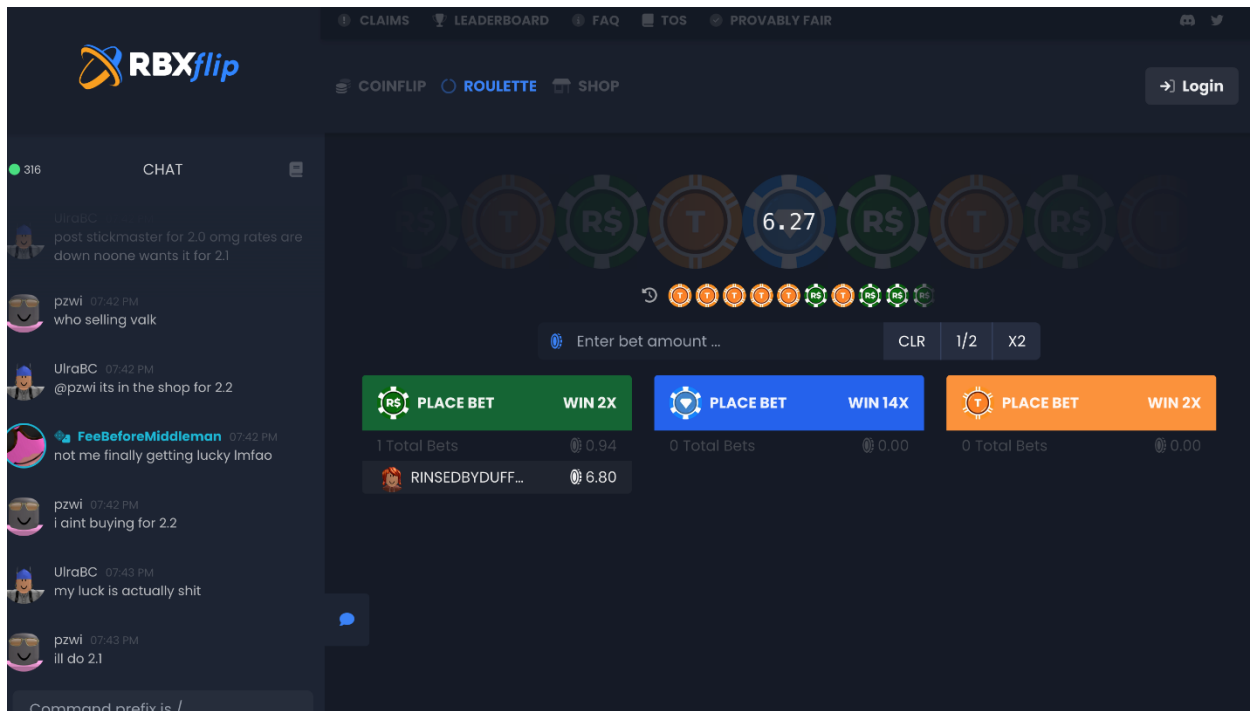 CLAIMS LEADERBOARD FAQ TOS PROVABLY FAIR
RBXflip
COINFLIP ROULETTE SHOP
Login
316 CHAT
UlraBC
post stickmaster for 2.0 omg rates are
down noone wants it for 2.1
pzwi 07:42 PM
who selling valk
UlraBC 07:42 PM
@pzwi its in the shop for 2.2
FeeBeforeMiddleman 07:42 PM
not me finally getting lucky lmfao
pzwi 07:42 PM
i aint buying for 2.2
UlraBC 07:43 PM
my luck is actually shit
pzwi 07:43 PM
ill do 2.1
Command prefix is /
R$ T R$ T 6.27 R$ T R$ T
T T T T T R$ T R$ R$ R$
Enter bet amount ... CLR 1/2 X2
R$ PLACE BET WIN 2X
1 Total Bets 0.94
RINSEDBYDUFF... 6.80
PLACE BET WIN 14X
0 Total Bets 0.00
T PLACE BET WIN 2X
0 Total Bets 0.00